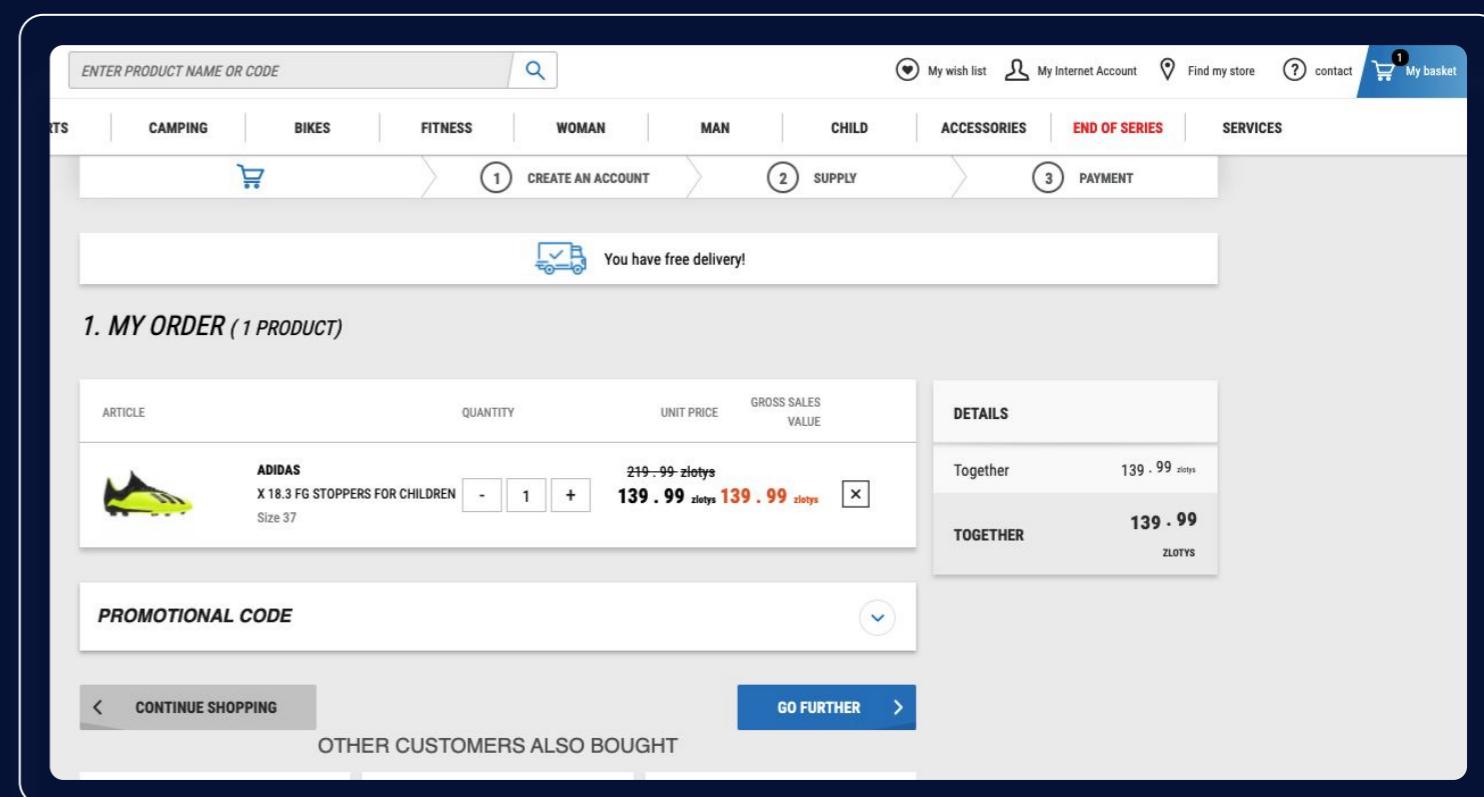 ENTER PRODUCT NAME OR CODE
My wish list
My Internet Account
Find my store
? contact
1
My basket
RTS
CAMPING
BIKES
FITNESS
WOMAN
MAN
CHILD
ACCESSORIES
END OF SERIES
SERVICES
1 CREATE AN ACCOUNT
2 SUPPLY
3 PAYMENT
You have free delivery!
1. MY ORDER ( 1 PRODUCT)
ARTICLE
QUANTITY
UNIT PRICE
GROSS SALES
VALUE
ADIDAS
X 18.3 FG STOPPERS FOR CHILDREN
Size 37
- 1 +
219 . 99 zlotys
139 . 99 zlotys
139 . 99 zlotys
DETAILS
Together 139 . 99 zlotys
TOGETHER 139 . 99
ZLOTYS
PROMOTIONAL CODE
CONTINUE SHOPPING
GO FURTHER
OTHER CUSTOMERS ALSO BOUGHT